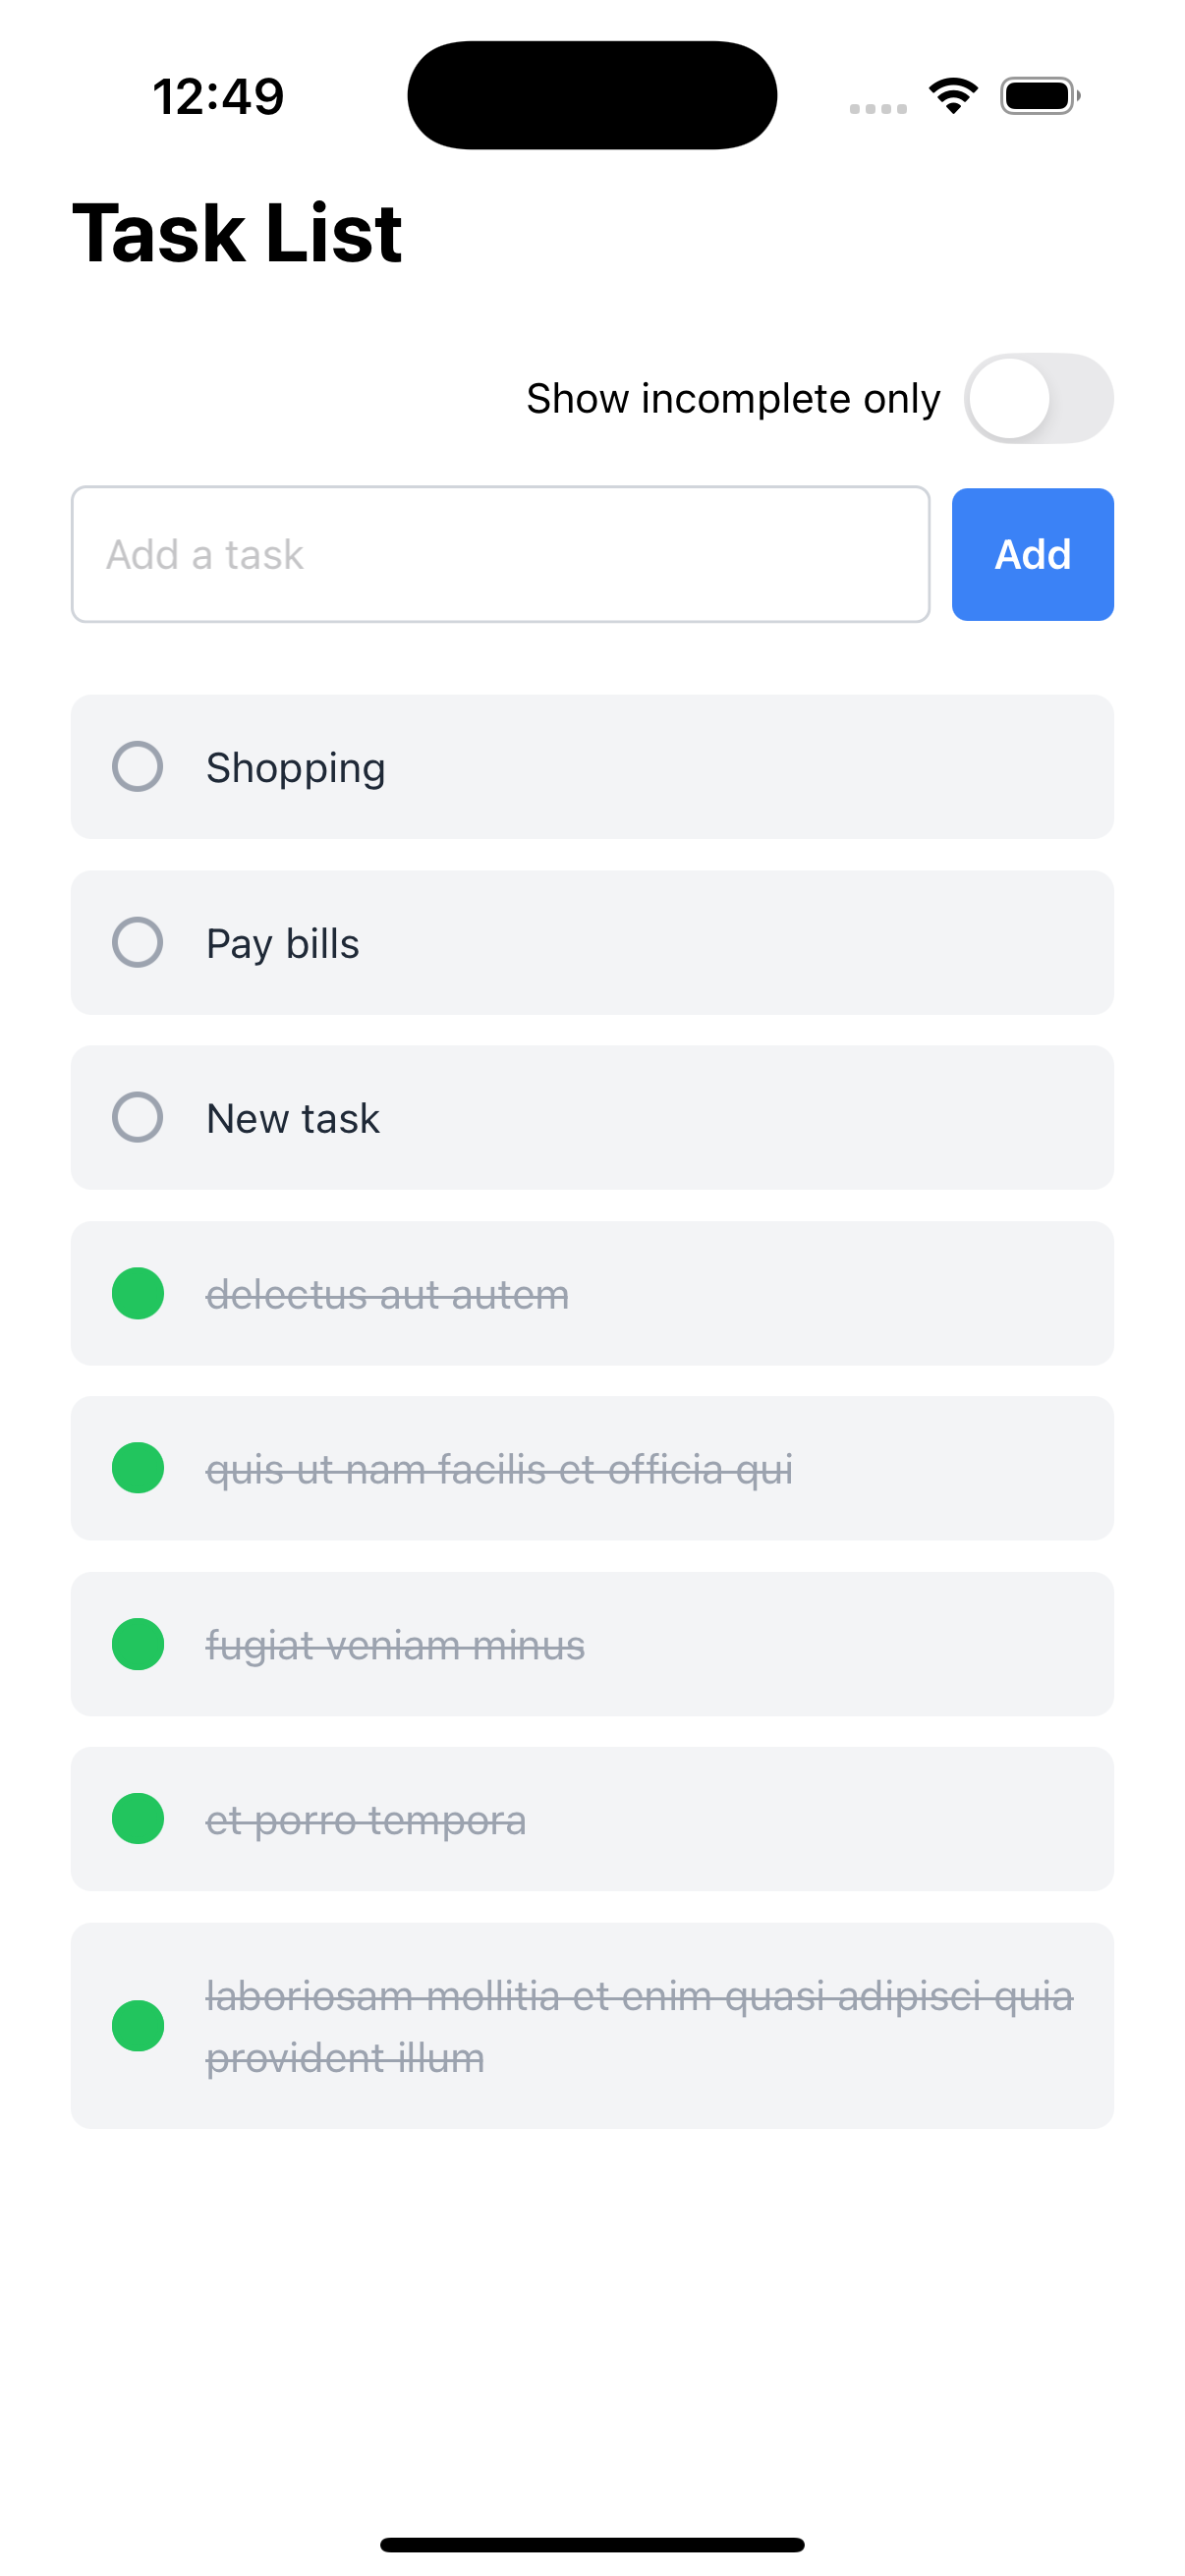 12:49
Task List
Show incomplete only
Add a task
Add
Shopping
Pay bills
New task
delectus aut autem
quis ut nam facilis et officia qui
fugiat veniam minus
et porro tempora
laboriosam mollitia et enim quasi adipisci quia
provident illum